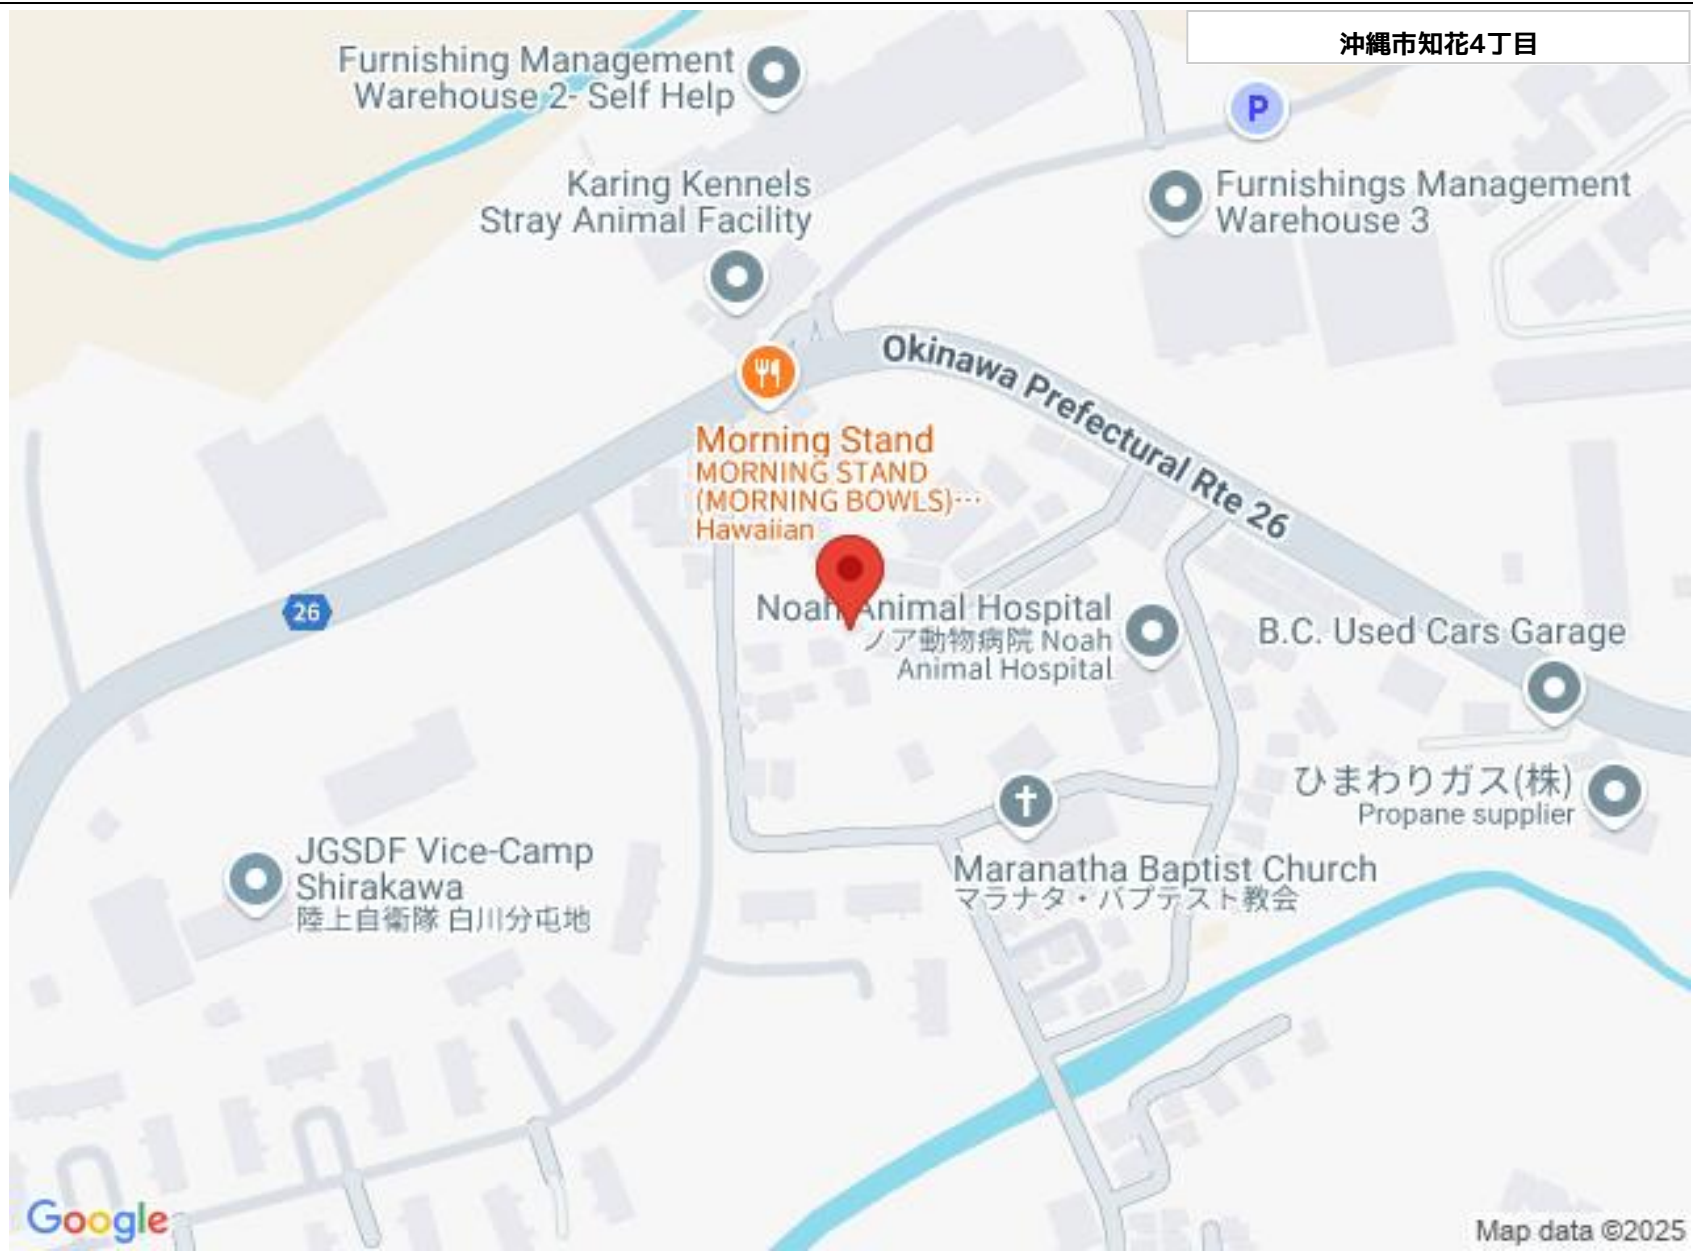 沖縄市知花4丁目
Furnishing Management
Warehouse 2- Self Help
P
Karing Kennels
Stray Animal Facility
Furnishings Management
Warehouse 3
Okinawa Prefectural Rte 26
Morning Stand
MORNING STAND
(MORNING BOWLS)…
Hawaiian
26
Noah Animal Hospital
ノア動物病院 Noah
Animal Hospital
B.C. Used Cars Garage
ひまわりガス(株)
Propane supplier
JGSDF Vice-Camp
Shirakawa
陸上自衛隊 白川分屯地
Maranatha Baptist Church
マラナタ・バプテスト教会
Google
Map data ©2025